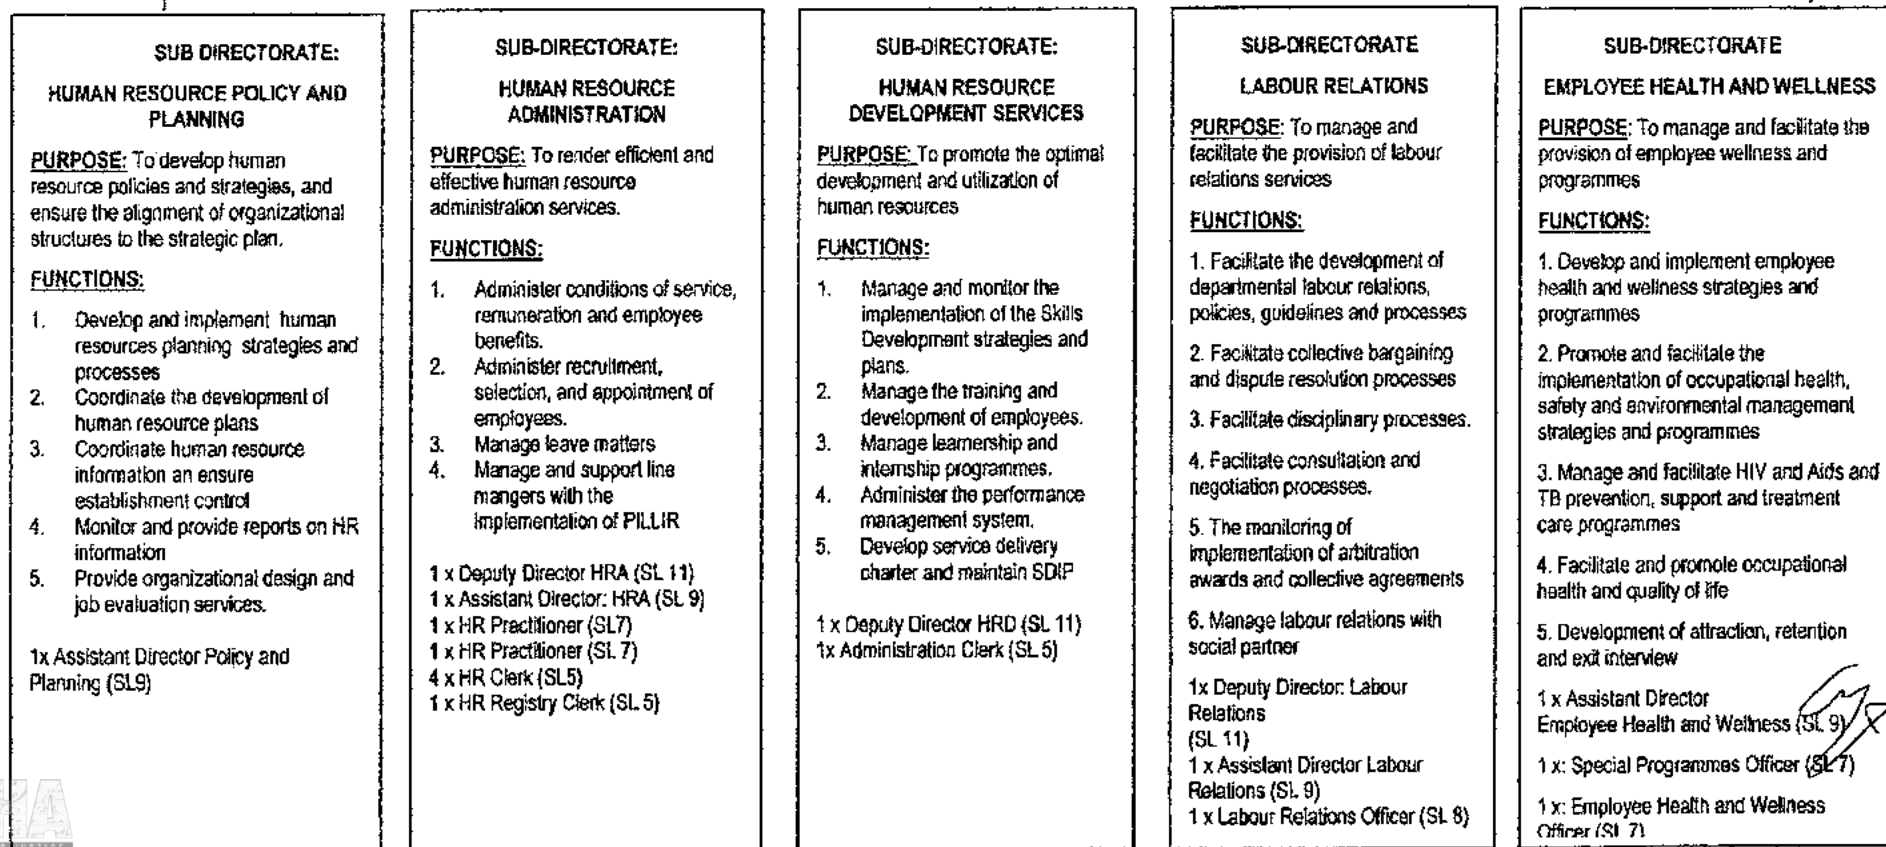 SUB DIRECTORATE:
HUMAN RESOURCE POLICY AND
PLANNING
PURPOSE: To develop human
resource policies and strategies, and
ensure the alignment of organizational
structures to the strategic plan.
FUNCTIONS:
1. Develop and implement human
resources planning strategies and
processes
2. Coordinate the development of
human resource plans
3. Coordinate human resource
information an ensure
establishment control
4. Monitor and provide reports on HR
information
5. Provide organizational design and
job evaluation services.
1x Assistant Director Policy and
Planning (SL9)
SUB-DIRECTORATE:
HUMAN RESOURCE
ADMINISTRATION
PURPOSE: To render efficient and
effective human resource
administration services.
FUNCTIONS:
1. Administer conditions of service,
remuneration and employee
benefits.
2. Administer recruitment,
selection, and appointment of
employees.
3. Manage leave matters
4. Manage and support line
mangers with the
Implementation of PILLIR
1 x Deputy Director HRA (SL 11)
1 x Assistant Director: HRA (SL 9)
1 x HR Practitioner (SL7)
1 x HR Practitioner (SL 7)
4 x HR Clerk (SL5)
1 x HR Registry Clerk (SL 5)
SUB-DIRECTORATE:
HUMAN RESOURCE
DEVELOPMENT SERVICES
PURPOSE: To promote the optimal
development and utilization of
human resources
FUNCTIONS:
1. Manage and monitor the
implementation of the Skills
Development strategies and
plans.
2. Manage the training and
development of employees.
3. Manage learnership and
internship programmes.
4. Administer the performance
management system.
5. Develop service delivery
charter and maintain SDIP
1 x Deputy Director HRD (SL 11)
1x Administration Clerk (SL 5)
SUB-DIRECTORATE
LABOUR RELATIONS
PURPOSE: To manage and
facilitate the provision of labour
relations services
FUNCTIONS:
1. Facilitate the development of
departmental labour relations,
policies, guidelines and processes
2. Facilitate collective bargaining
and dispute resolution processes
3. Facilitate disciplinary processes.
4. Facilitate consultation and
negotiation processes.
5. The monitoring of
implementation of arbitration
awards and collective agreements
6. Manage labour relations with
social partner
1x Deputy Director: Labour
Relations
(SL 11)
1 x Assistant Director Labour
Relations (SL 9)
1 x Labour Relations Officer (SL 8)
SUB-DIRECTORATE
EMPLOYEE HEALTH AND WELLNESS
PURPOSE: To manage and facilitate the
provision of employee wellness and
programmes
FUNCTIONS:
1. Develop and implement employee
health and wellness strategies and
programmes
2. Promote and facilitate the
implementation of occupational health,
safety and environmental management
strategies and programmes
3. Manage and facilitate HIV and Aids and
TB prevention, support and treatment
care programmes
4. Facilitate and promote occupational
health and quality of life
5. Development of attraction, retention
and exit interview
1 x Assistant Director
Employee Health and Wellness (SL 9)
1 x: Special Programmes Officer (SL 7)
1 x: Employee Health and Wellness
Officer (SL 7)
HA